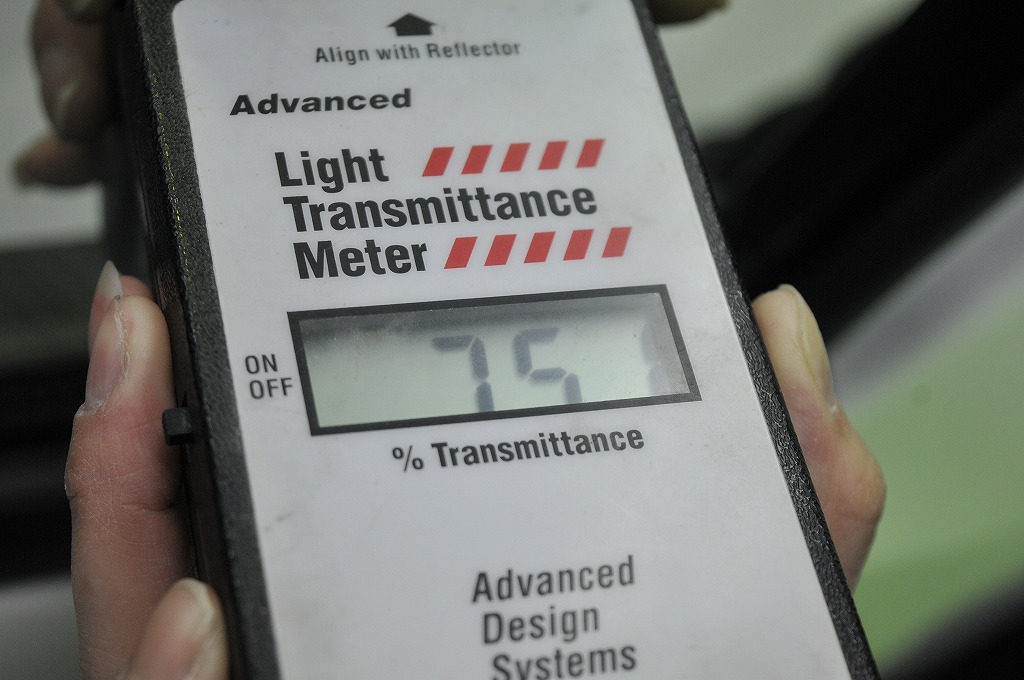 Align with Reflector
Advanced
Light
Transmittance
Meter
75
ON
OFF
% Transmittance
Advanced
Design
Systems